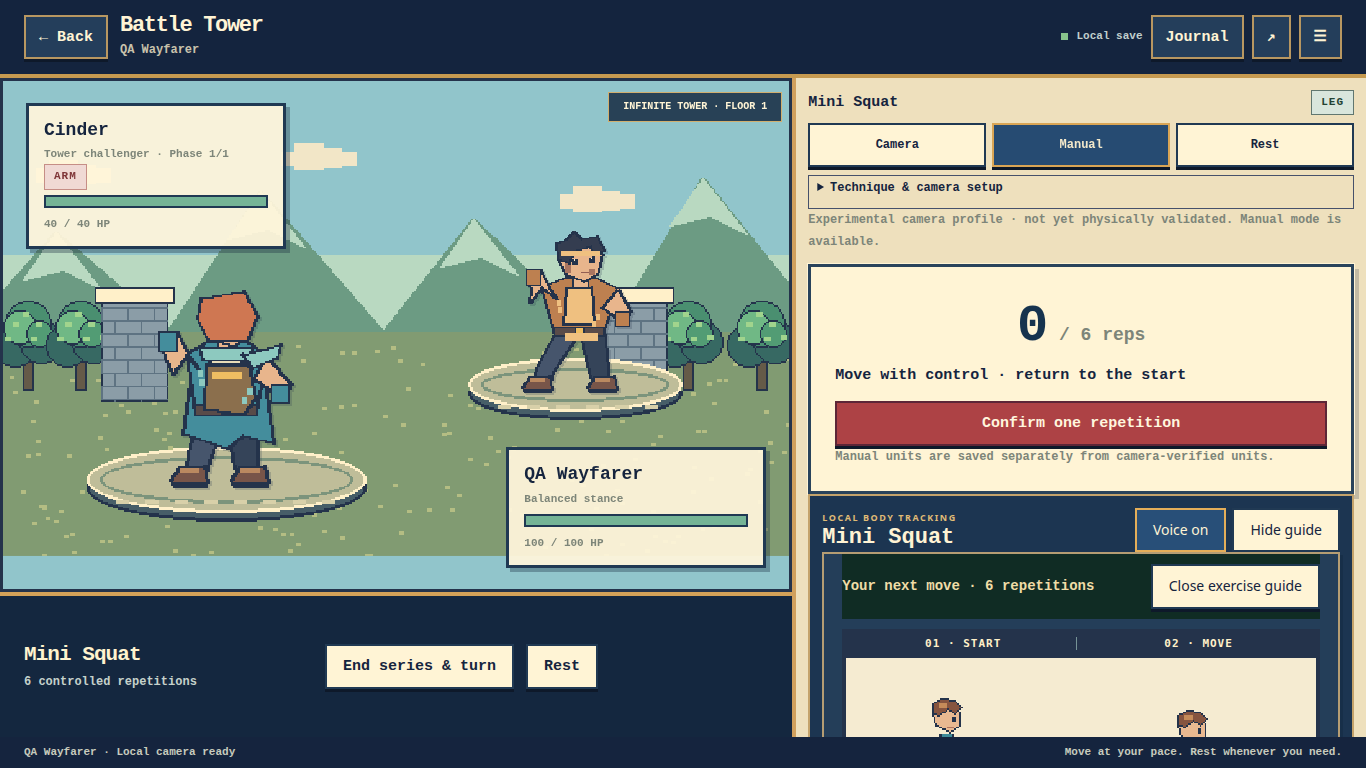 ← Back
Battle Tower
QA Wayfarer
Local save
Journal
↗
☰
INFINITE TOWER · FLOOR 1
Cinder
Tower challenger · Phase 1/1
ARM
40 / 40 HP
QA Wayfarer
Balanced stance
100 / 100 HP
Mini Squat
6 controlled repetitions
End series & turn
Rest
Mini Squat
LEG
Camera
Manual
Rest
▶ Technique & camera setup
Experimental camera profile · not yet physically validated. Manual mode is
available.
0 / 6 reps
Move with control · return to the start
Confirm one repetition
Manual units are saved separately from camera-verified units.
LOCAL BODY TRACKING
Mini Squat
Voice on
Hide guide
Your next move · 6 repetitions
Close exercise guide
01 · START
02 · MOVE
QA Wayfarer · Local camera ready
Move at your pace. Rest whenever you need.